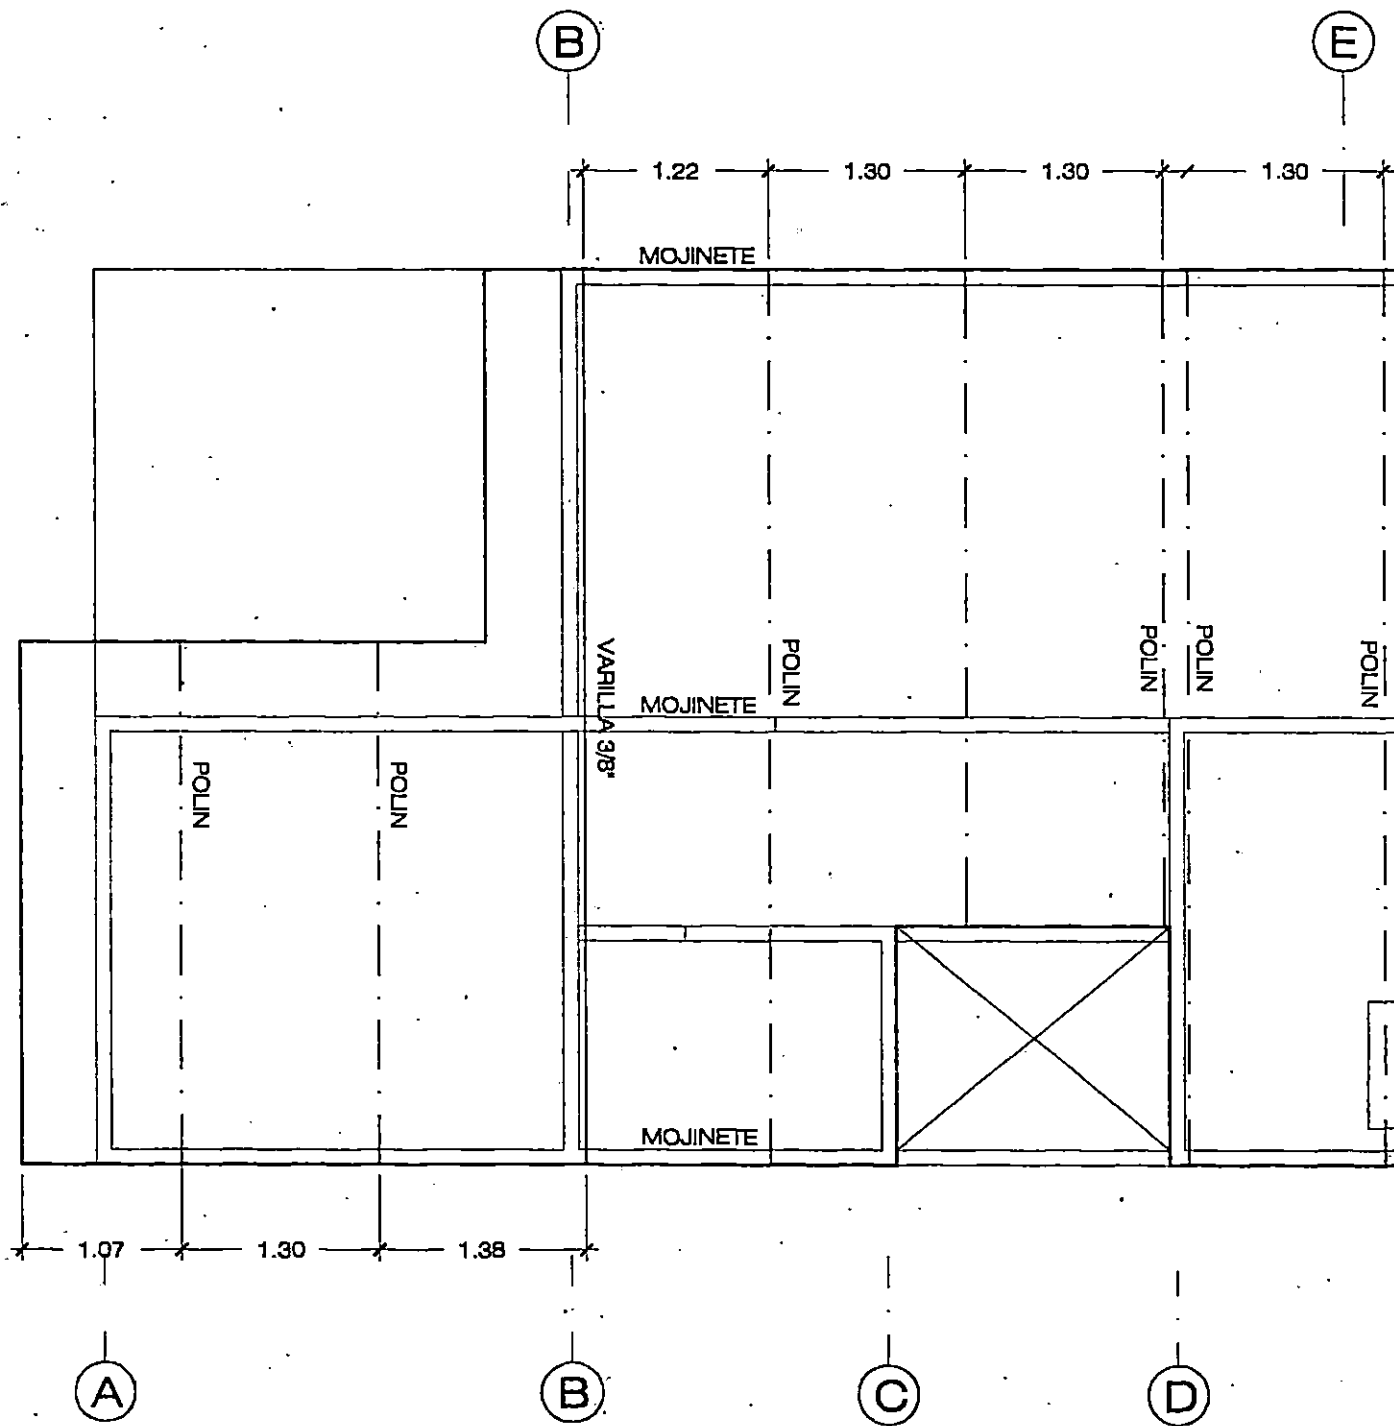 B
E
1.22
1.30
1.30
1.30
MOJINETE
VARILLA 3/8"
POLIN
POLIN
POLIN
POLIN
MOJINETE
POLIN
POLIN
MOJINETE
1.07
1.30
1.38
A
B
C
D